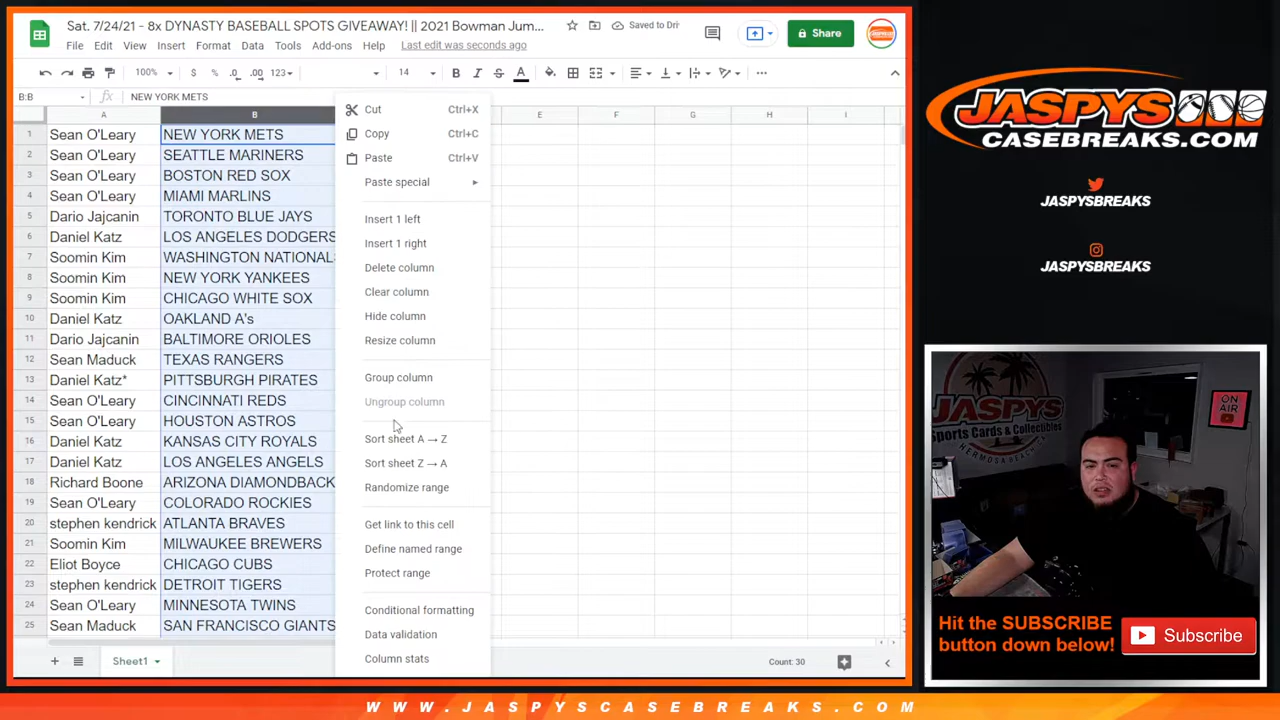 Sat. 7/24/21 - 8x DYNASTY BASEBALL SPOTS GIVEAWAY! || 2021 Bowman Jum...
Saved to Dri
Share
File Edit View Insert Format Data Tools Add-ons Help Last edit was seconds ago
100% $ % .0 .00 123 14 B I S A
B:B fx NEW YORK METS
A B E F G H I
1 Sean O'Leary NEW YORK METS
2 Sean O'Leary SEATTLE MARINERS
3 Sean O'Leary BOSTON RED SOX
4 Sean O'Leary MIAMI MARLINS
5 Dario Jajcanin TORONTO BLUE JAYS
6 Daniel Katz LOS ANGELES DODGERS
7 Soomin Kim WASHINGTON NATIONAL
8 Soomin Kim NEW YORK YANKEES
9 Soomin Kim CHICAGO WHITE SOX
10 Daniel Katz OAKLAND A's
11 Dario Jajcanin BALTIMORE ORIOLES
12 Sean Maduck TEXAS RANGERS
13 Daniel Katz* PITTSBURGH PIRATES
14 Sean O'Leary CINCINNATI REDS
15 Sean O'Leary HOUSTON ASTROS
16 Daniel Katz KANSAS CITY ROYALS
17 Daniel Katz LOS ANGELES ANGELS
18 Richard Boone ARIZONA DIAMONDBACK
19 Sean O'Leary COLORADO ROCKIES
20 stephen kendrick ATLANTA BRAVES
21 Soomin Kim MILWAUKEE BREWERS
22 Eliot Boyce CHICAGO CUBS
23 stephen kendrick DETROIT TIGERS
24 Sean O'Leary MINNESOTA TWINS
25 Sean Maduck SAN FRANCISCO GIANTS
Cut Ctrl+X
Copy Ctrl+C
Paste Ctrl+V
Paste special
Insert 1 left
Insert 1 right
Delete column
Clear column
Hide column
Resize column
Group column
Ungroup column
Sort sheet A → Z
Sort sheet Z → A
Randomize range
Get link to this cell
Define named range
Protect range
Conditional formatting
Data validation
Column stats
Sheet1
Count: 30
JASPYS
CASEBREAKS.COM
JASPYSBREAKS
JASPYSBREAKS
JASPYS
Sports Cards & Collectibles
HERMOSA BEACH
ON AIR
Hit the SUBSCRIBE
button down below!
Subscribe
WWW.JASPYSCASEBREAKS.COM